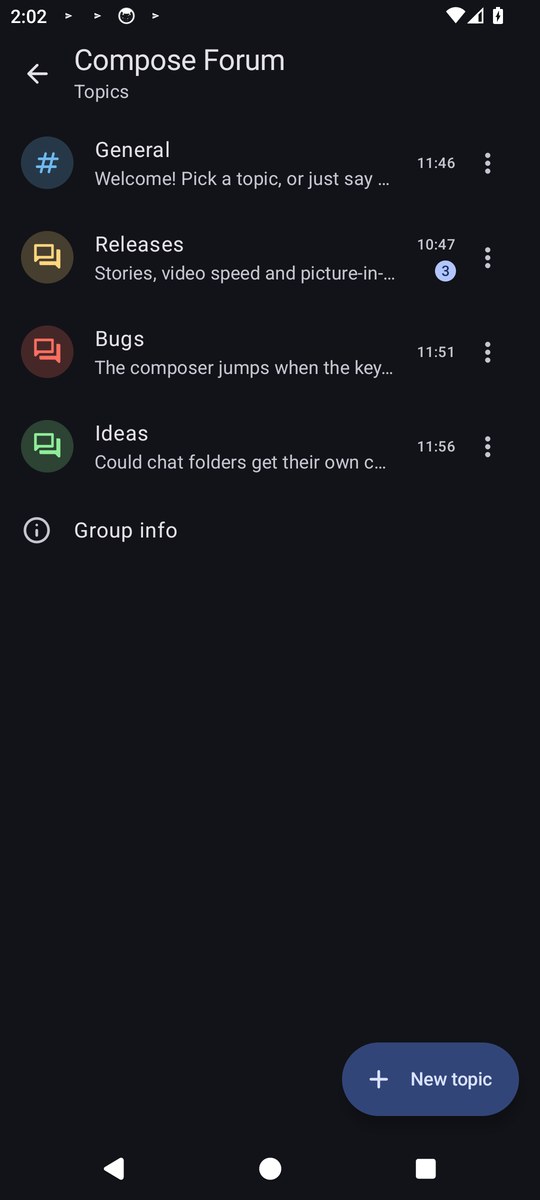 2:02
Compose Forum
Topics
General
11:46
Welcome! Pick a topic, or just say …
Releases
10:47
Stories, video speed and picture-in-…
3
Bugs
11:51
The composer jumps when the key…
Ideas
11:56
Could chat folders get their own c…
Group info
New topic